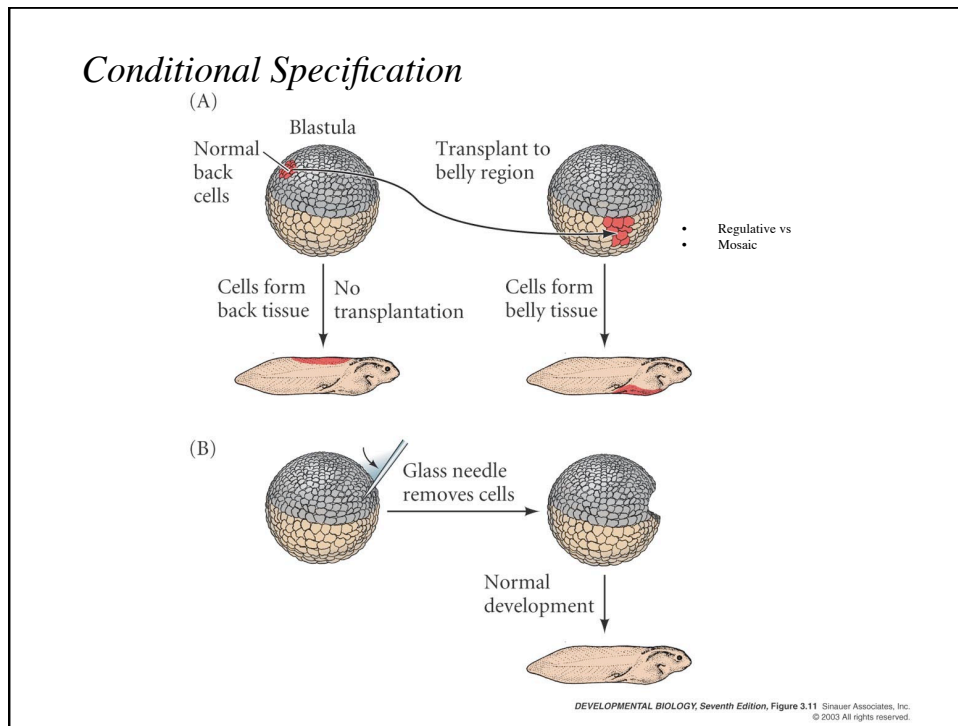 Conditional Specification
(A)
Blastula
Normal
back
cells
Transplant to
belly region
• Regulative vs
• Mosaic
Cells form
back tissue
No
transplantation
Cells form
belly tissue
(B)
Glass needle
removes cells
Normal
development
DEVELOPMENTAL BIOLOGY, Seventh Edition, Figure 3.11 Sinauer Associates, Inc.
© 2003 All rights reserved.